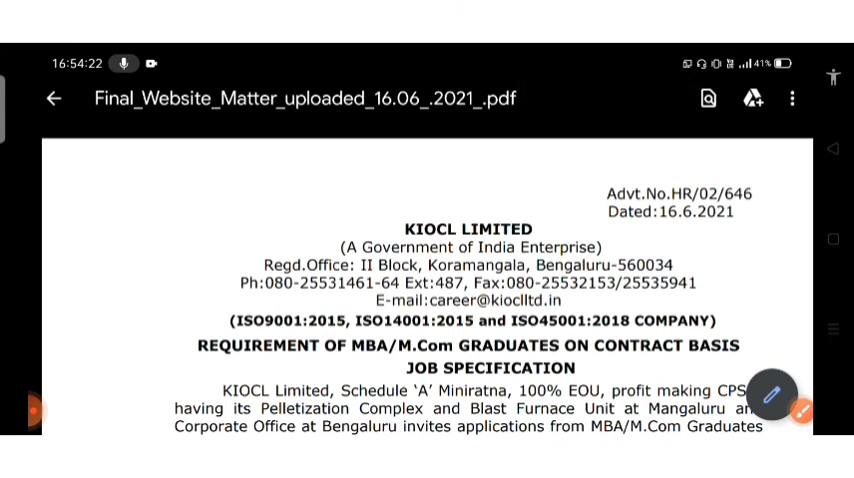 16:54:22
41%
Final_Website_Matter_uploaded_16.06_.2021_.pdf
Advt.No.HR/02/646
Dated:16.6.2021
KIOCL LIMITED
(A Government of India Enterprise)
Regd.Office: II Block, Koramangala, Bengaluru-560034
Ph:080-25531461-64 Ext:487, Fax:080-25532153/25535941
E-mail:career@kioclltd.in
(ISO9001:2015, ISO14001:2015 and ISO45001:2018 COMPANY)
REQUIREMENT OF MBA/M.Com GRADUATES ON CONTRACT BASIS
JOB SPECIFICATION
KIOCL Limited, Schedule ‘A’ Miniratna, 100% EOU, profit making CPS
having its Pelletization Complex and Blast Furnace Unit at Mangaluru an
Corporate Office at Bengaluru invites applications from MBA/M.Com Graduates